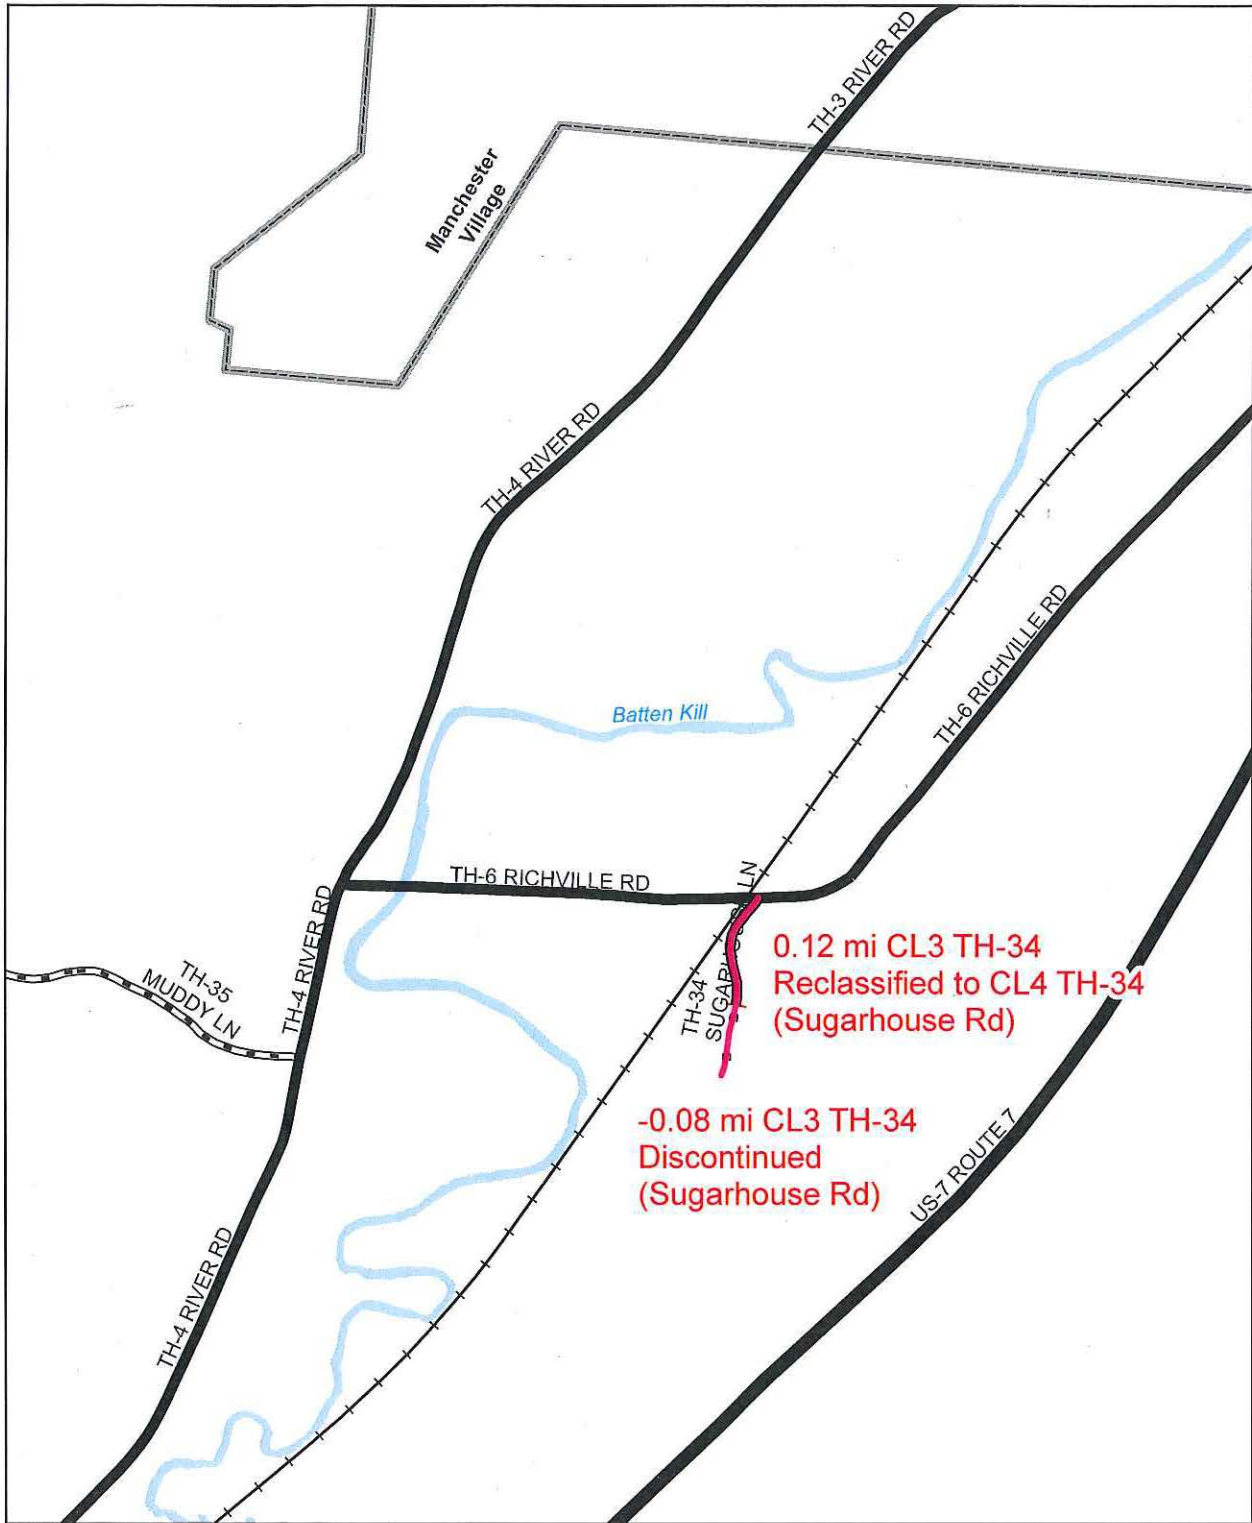 TH-3 RIVER RD
Manchester
Village
TH-4 RIVER RD
TH-6 RICHVILLE RD
Batten Kill
TH-6 RICHVILLE RD
TH-4 RIVER RD
TH-35
MUDDY LN
TH-34
LN
0.12 mi CL3 TH-34
Reclassified to CL4 TH-34
(Sugarhouse Rd)
-0.08 mi CL3 TH-34
Discontinued
(Sugarhouse Rd)
US-7 ROUTE 7
TH-4 RIVER RD